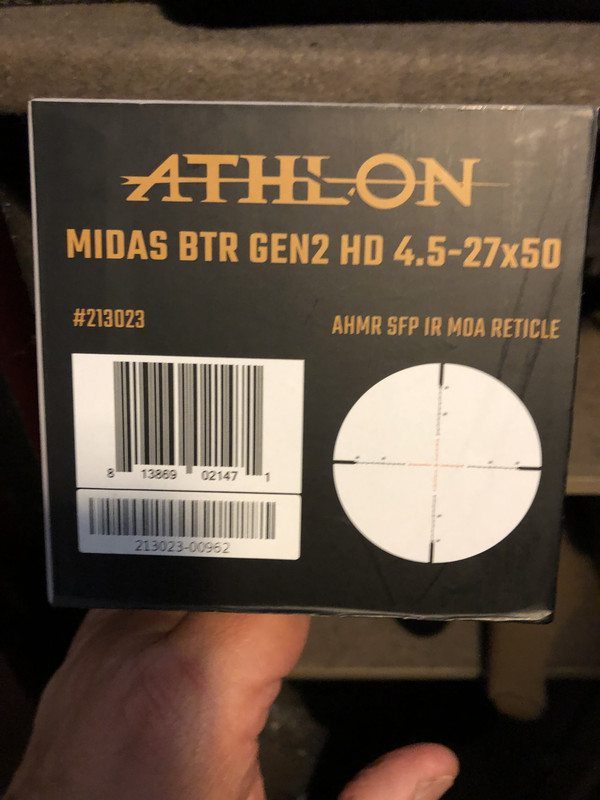 ATHLON
MIDAS BTR GEN2 HD 4.5-27x50
#213023
AHMR SFP IR MOA RETICLE
8 13869 02147 1
213023-00962